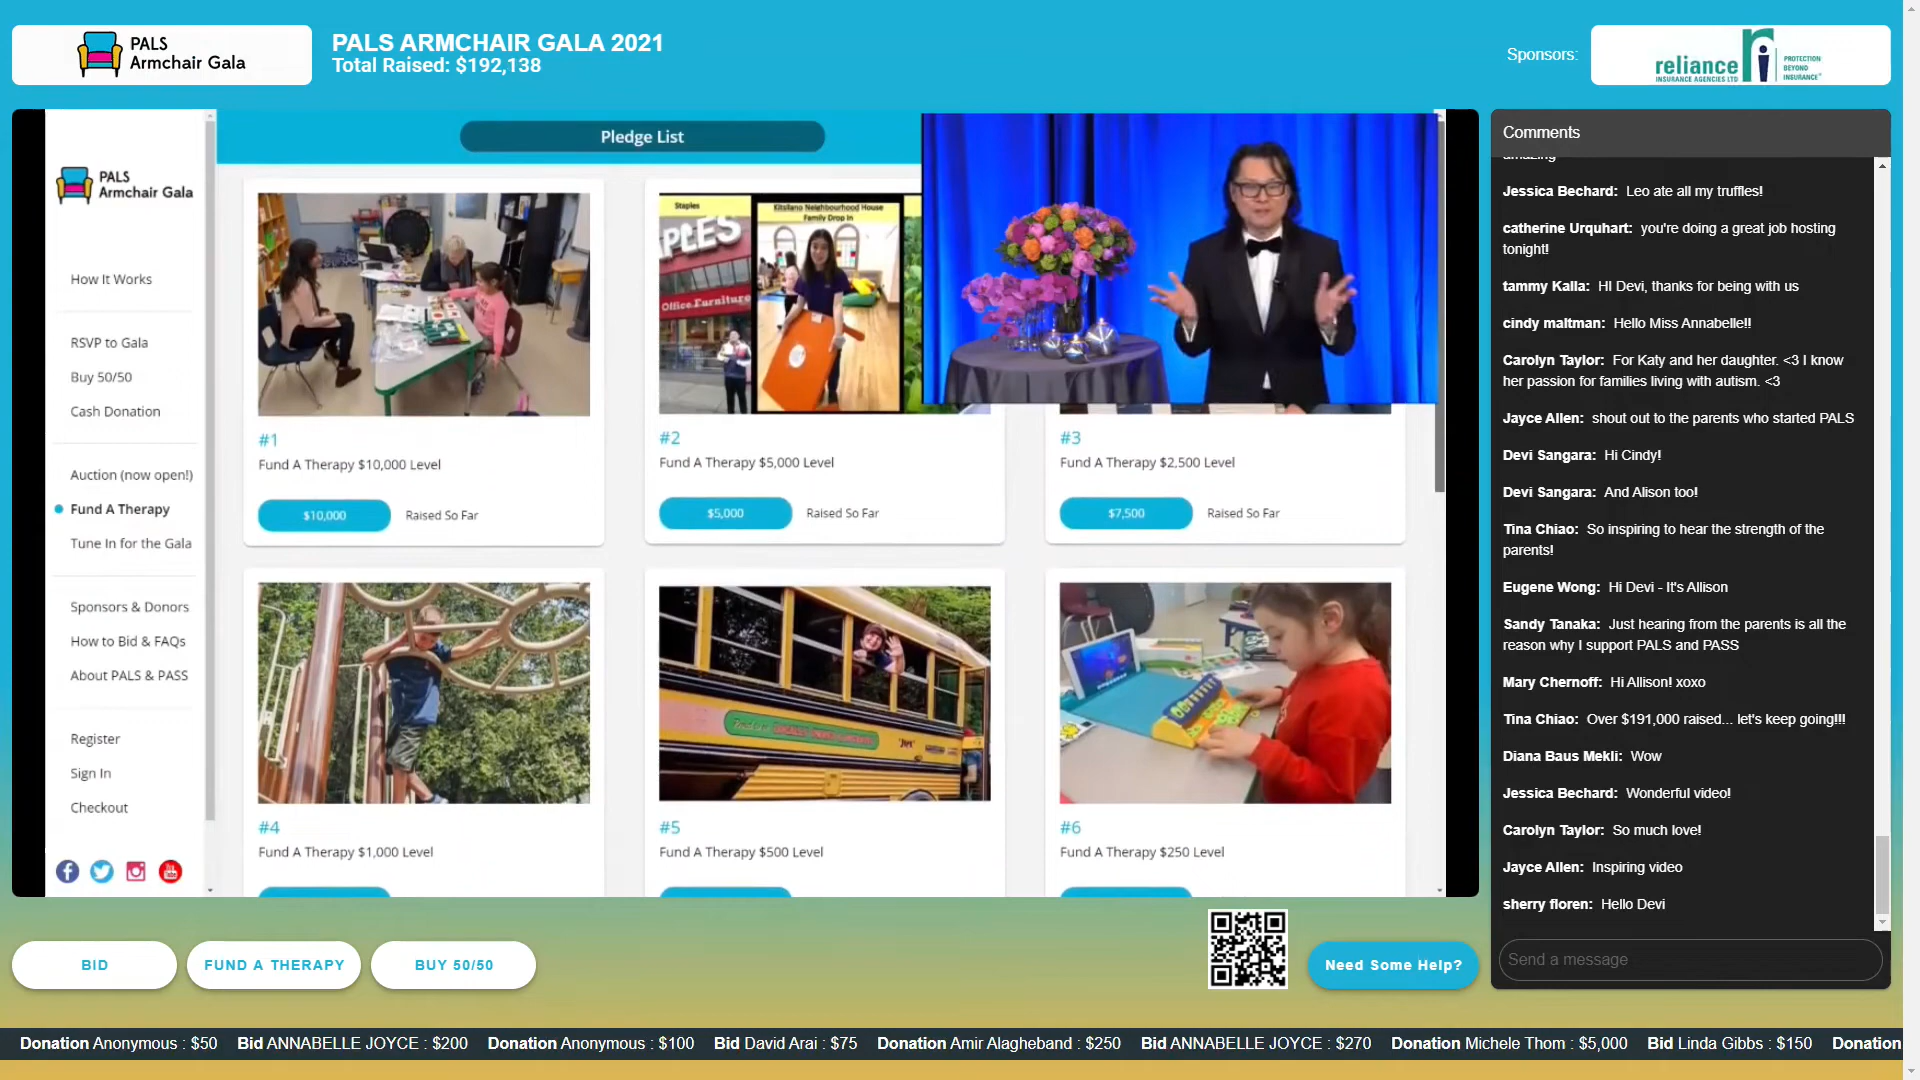 PALS
Armchair Gala
PALS ARMCHAIR GALA 2021
Total Raised: $192,138
Sponsors:
reliance
INSURANCE AGENCIES LTD
PROTECTION
BEYOND
INSURANCE
PALS
Armchair Gala
How It Works
RSVP to Gala
Buy 50/50
Cash Donation
Auction (now open!)
Fund A Therapy
Tune In for the Gala
Sponsors & Donors
How to Bid & FAQs
About PALS & PASS
Register
Sign In
Checkout
Pledge List
Staples
Kitsilano Neighbourhood House
Family Drop In
PLES
Office Furniture
#1
Fund A Therapy $10,000 Level
$10,000 Raised So Far
#2
Fund A Therapy $5,000 Level
$5,000 Raised So Far
#3
Fund A Therapy $2,500 Level
$7,500 Raised So Far
#4
Fund A Therapy $1,000 Level
#5
Fund A Therapy $500 Level
#6
Fund A Therapy $250 Level
Comments
amazing
Jessica Bechard: Leo ate all my truffles!
catherine Urquhart: you're doing a great job hosting
tonight!
tammy Kalla: HI Devi, thanks for being with us
cindy maltman: Hello Miss Annabelle!!
Carolyn Taylor: For Katy and her daughter. <3 I know
her passion for families living with autism. <3
Jayce Allen: shout out to the parents who started PALS
Devi Sangara: Hi Cindy!
Devi Sangara: And Alison too!
Tina Chiao: So inspiring to hear the strength of the
parents!
Eugene Wong: Hi Devi - It's Allison
Sandy Tanaka: Just hearing from the parents is all the
reason why I support PALS and PASS
Mary Chernoff: Hi Allison! xoxo
Tina Chiao: Over $191,000 raised... let's keep going!!!
Diana Baus Mekli: Wow
Jessica Bechard: Wonderful video!
Carolyn Taylor: So much love!
Jayce Allen: Inspiring video
sherry floren: Hello Devi
Send a message
BID
FUND A THERAPY
BUY 50/50
Need Some Help?
Donation Anonymous : $50 Bid ANNABELLE JOYCE : $200 Donation Anonymous : $100 Bid David Arai : $75 Donation Amir Alagheband : $250 Bid ANNABELLE JOYCE : $270 Donation Michele Thom : $5,000 Bid Linda Gibbs : $150 Donation